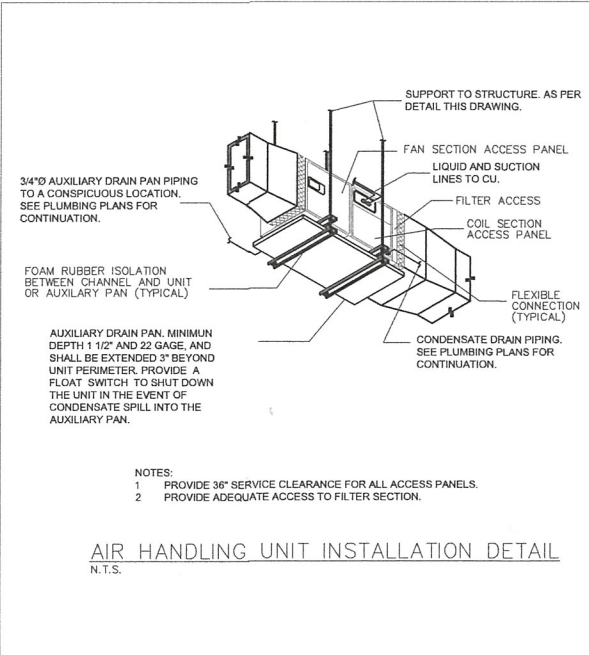 SUPPORT TO STRUCTURE. AS PER
DETAIL THIS DRAWING.
FAN SECTION ACCESS PANEL
LIQUID AND SUCTION
LINES TO CU.
FILTER ACCESS
COIL SECTION
ACCESS PANEL
3/4"Ø AUXILIARY DRAIN PAN PIPING
TO A CONSPICUOUS LOCATION.
SEE PLUMBING PLANS FOR
CONTINUATION.
FOAM RUBBER ISOLATION
BETWEEN CHANNEL AND UNIT
OR AUXILARY PAN (TYPICAL)
FLEXIBLE
CONNECTION
(TYPICAL)
AUXILIARY DRAIN PAN. MINIMUN
DEPTH 1 1/2" AND 22 GAGE, AND
SHALL BE EXTENDED 3" BEYOND
UNIT PERIMETER. PROVIDE A
FLOAT SWITCH TO SHUT DOWN
THE UNIT IN THE EVENT OF
CONDENSATE SPILL INTO THE
AUXILIARY PAN.
CONDENSATE DRAIN PIPING.
SEE PLUMBING PLANS FOR
CONTINUATION.
NOTES:
1 PROVIDE 36" SERVICE CLEARANCE FOR ALL ACCESS PANELS.
2 PROVIDE ADEQUATE ACCESS TO FILTER SECTION.
AIR HANDLING UNIT INSTALLATION DETAIL
N.T.S.